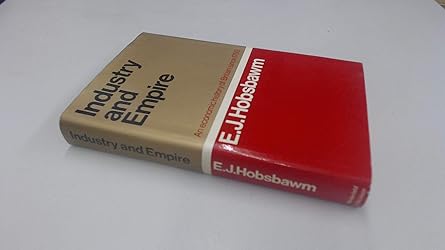 Industry
and
Empire
An economic history of Britain since 1750
E.J.Hobsbawm
Industry and Empire
E.J.Hobsbawm